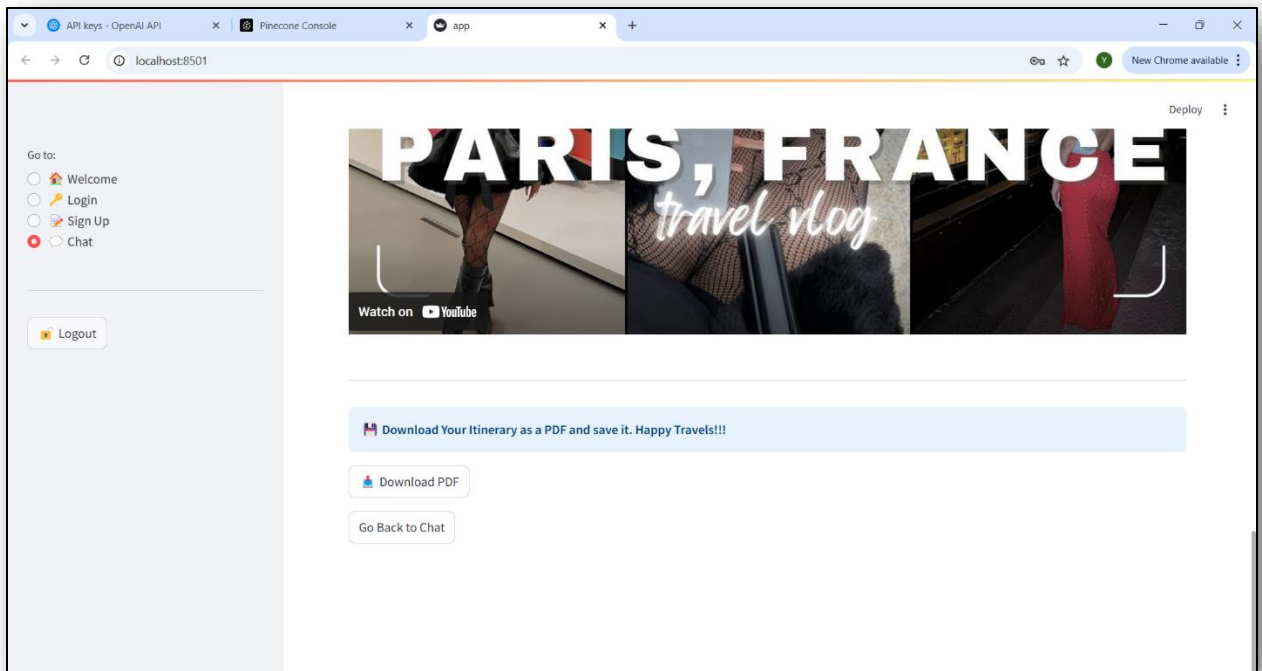 API keys - OpenAI API
Pinecone Console
app
localhost:8501
Y
New Chrome available
Deploy
Go to:
Welcome
Login
Sign Up
Chat
Logout
PARIS, FRANCE
travel vlog
Watch on YouTube
Download Your Itinerary as a PDF and save it. Happy Travels!!!
Download PDF
Go Back to Chat